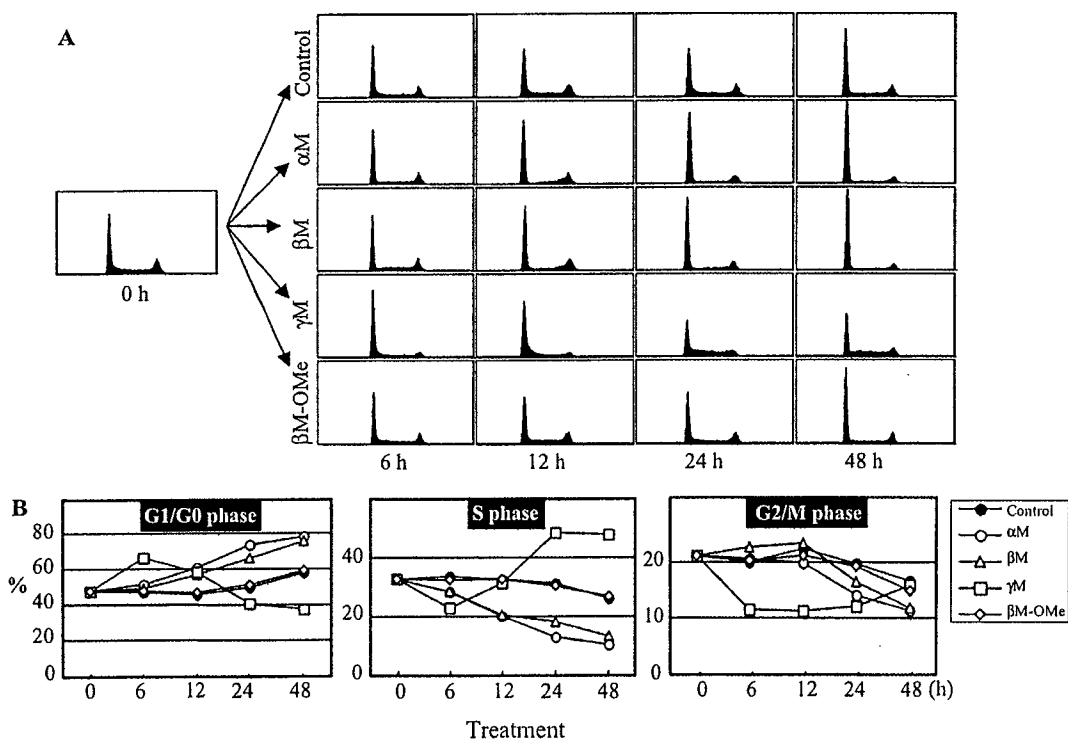 A
Control
αM
βM
γM
βM-OMe
0 h
6 h
12 h
24 h
48 h
B
G1/G0 phase
S phase
G2/M phase
%
80
60
40
20
0
0
6
12
24
48
40
20
0
0
6
12
24
48
20
10
0
0
6
12
24
48 (h)
Control
αM
βM
γM
βM-OMe
Treatment